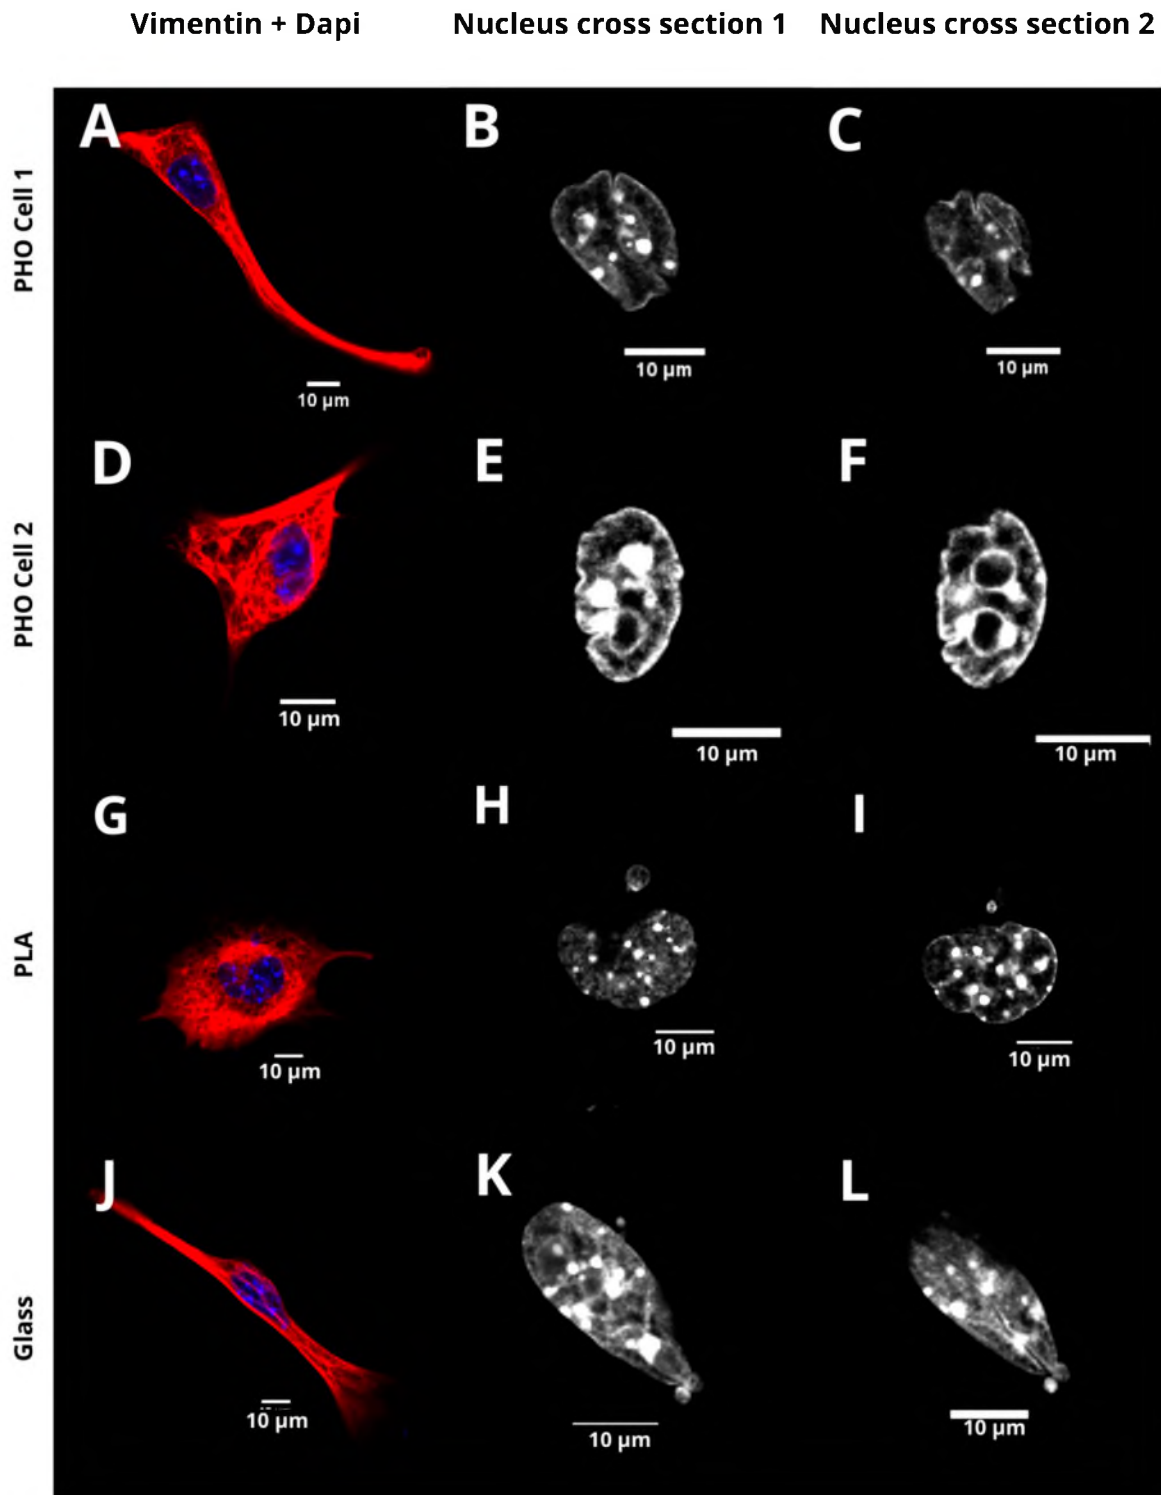 Vimentin + Dapi
Nucleus cross section 1
Nucleus cross section 2
PHO Cell 1
A
B
C
10 µm
10 µm
10 µm
PHO Cell 2
D
E
F
10 µm
10 µm
10 µm
PLA
G
H
I
10 µm
10 µm
10 µm
Glass
J
K
L
10 µm
10 µm
10 µm